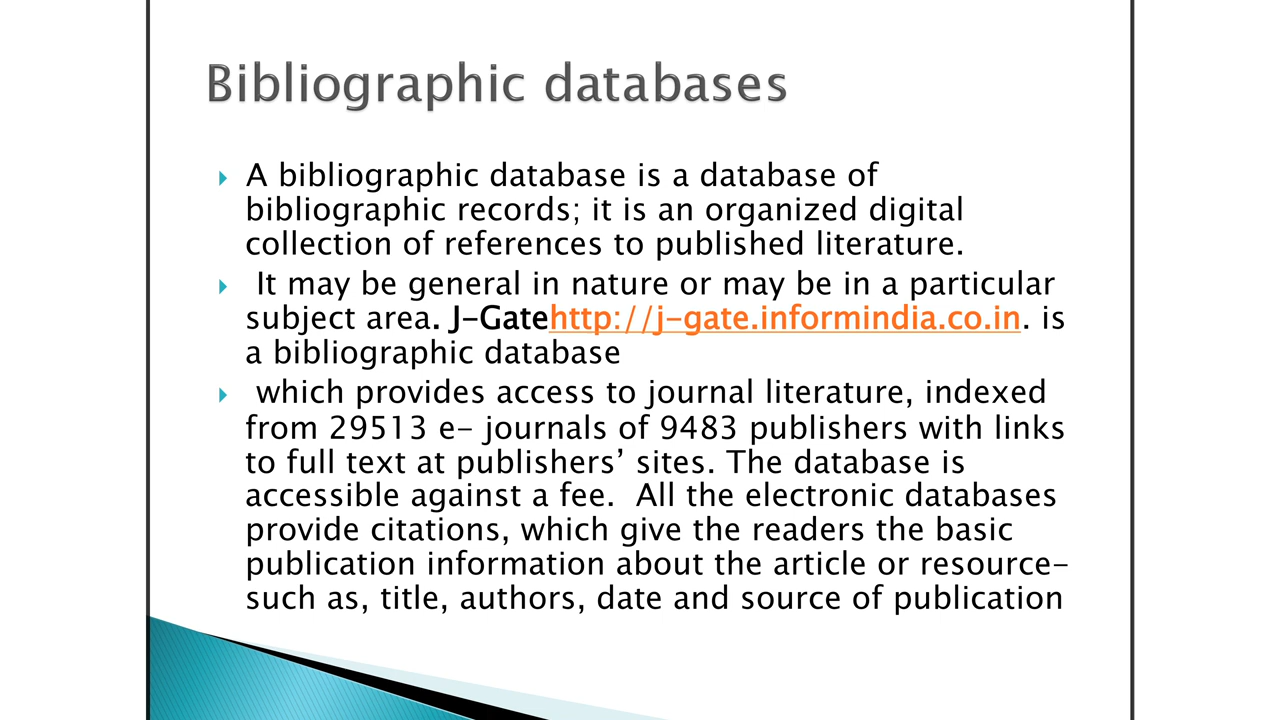 Bibliographic databases
A bibliographic database is a database of
bibliographic records; it is an organized digital
collection of references to published literature.
It may be general in nature or may be in a particular
subject area. J-Gatehttp://j-gate.informindia.co.in. is
a bibliographic database
which provides access to journal literature, indexed
from 29513 e- journals of 9483 publishers with links
to full text at publishers’ sites. The database is
accessible against a fee.  All the electronic databases
provide citations, which give the readers the basic
publication information about the article or resource-
such as, title, authors, date and source of publication